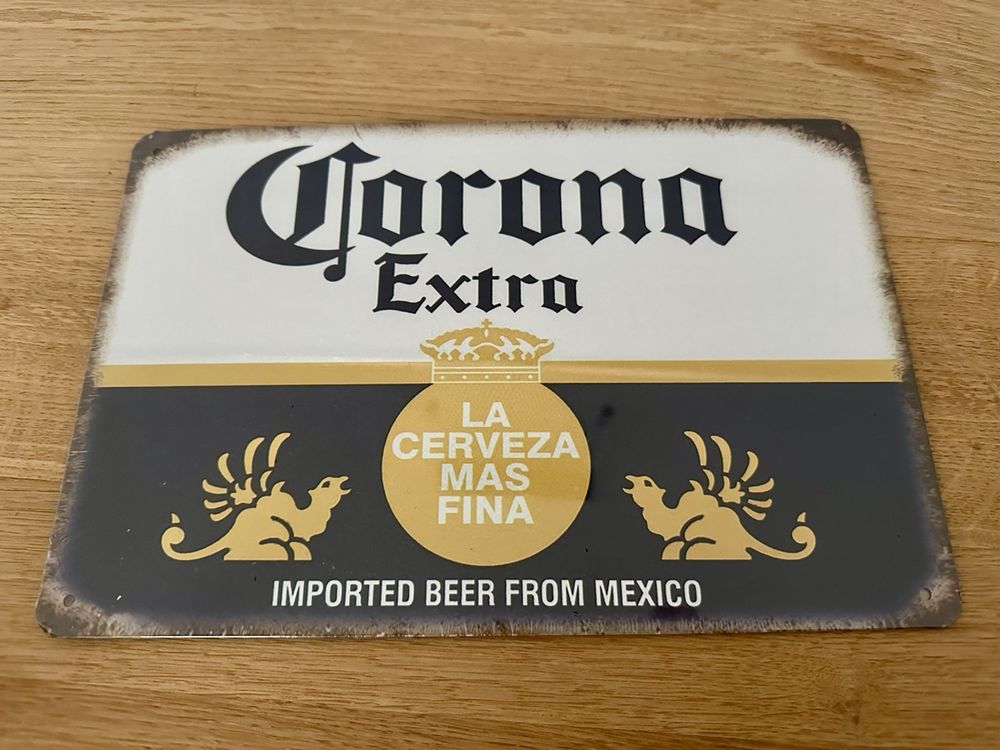 Corona
Extra
LA
CERVEZA
MAS
FINA
IMPORTED BEER FROM MEXICO